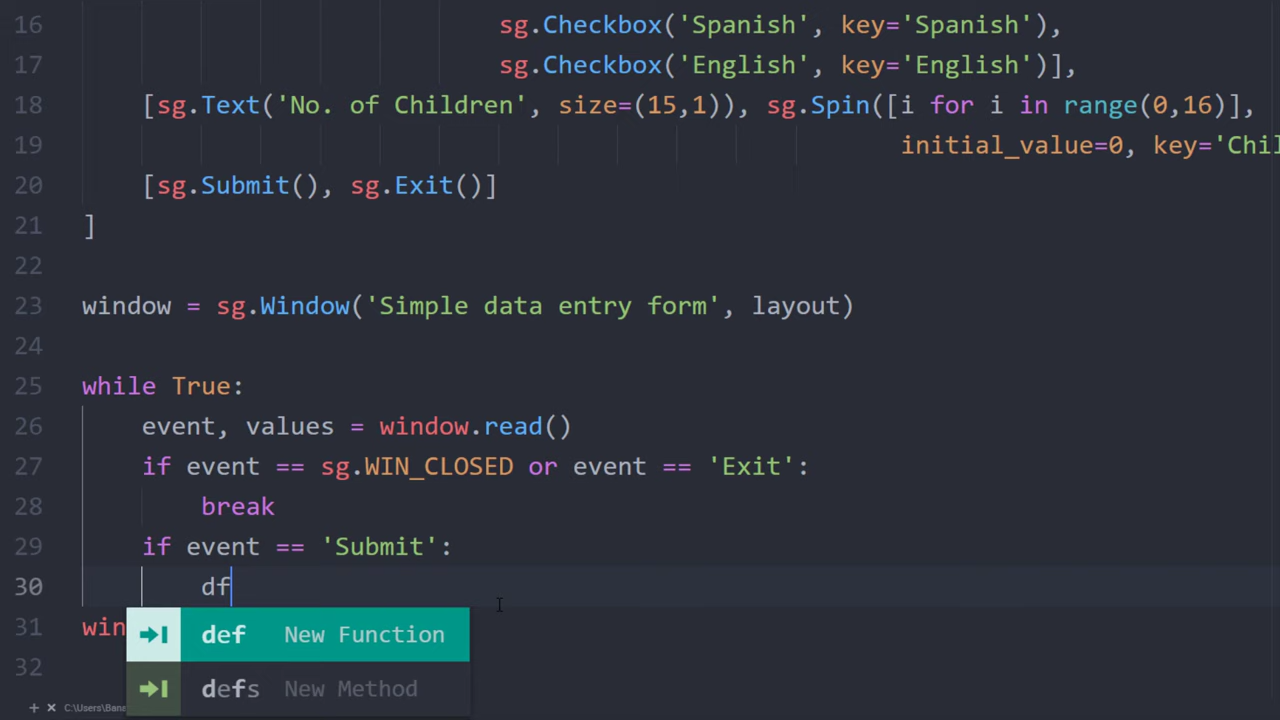 16 sg.Checkbox('Spanish', key='Spanish'),
17 sg.Checkbox('English', key='English')],
18 [sg.Text('No. of Children', size=(15,1)), sg.Spin([i for i in range(0,16)],
19 initial_value=0, key='Chil
20 [sg.Submit(), sg.Exit()]
21 ]
22
23 window = sg.Window('Simple data entry form', layout)
24
25 while True:
26 event, values = window.read()
27 if event == sg.WIN_CLOSED or event == 'Exit':
28 break
29 if event == 'Submit':
30 df
31 win
def New Function
32
defs New Method
C:\Users\Bana